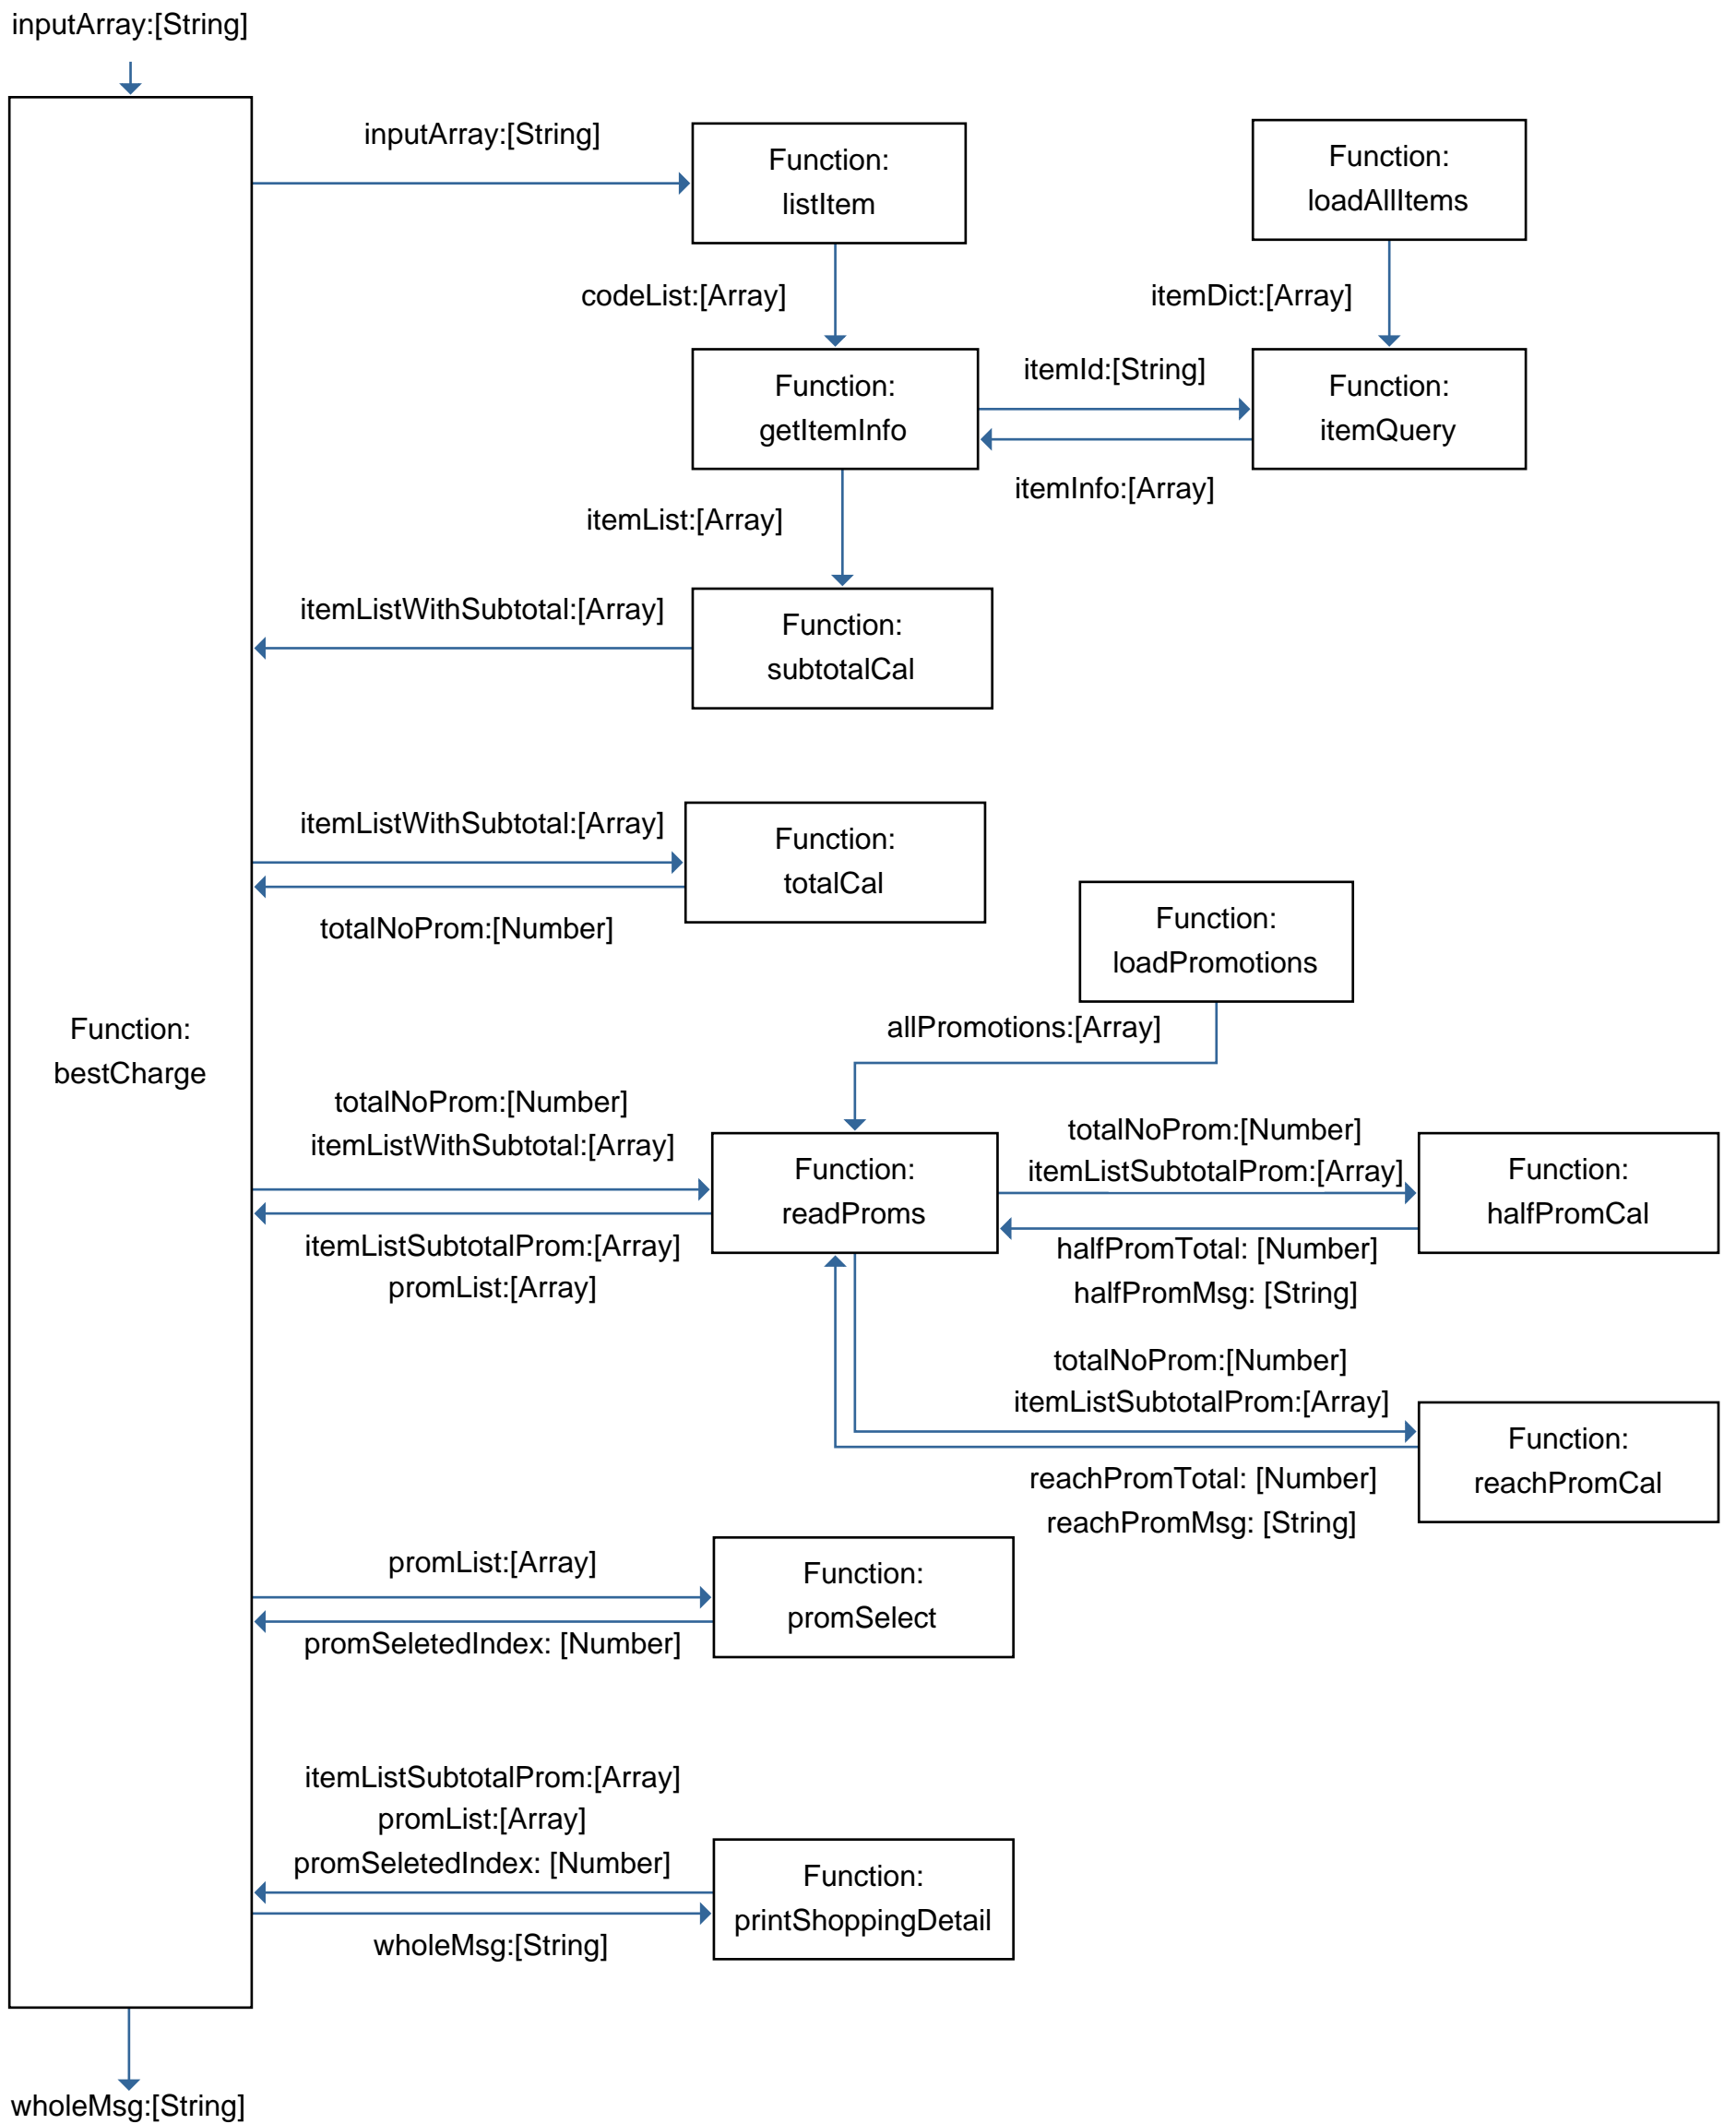 inputArray:[String]
inputArray:[String]
Function:
listItem
Function:
loadAllItems
codeList:[Array]
itemDict:[Array]
Function:
getItemInfo
itemId:[String]
Function:
itemQuery
itemInfo:[Array]
itemList:[Array]
itemListWithSubtotal:[Array]
Function:
subtotalCal
itemListWithSubtotal:[Array]
Function:
totalCal
totalNoProm:[Number]
Function:
loadPromotions
allPromotions:[Array]
Function:
bestCharge
totalNoProm:[Number]
itemListWithSubtotal:[Array]
Function:
readProms
totalNoProm:[Number]
itemListSubtotalProm:[Array]
Function:
halfPromCal
itemListSubtotalProm:[Array]
promList:[Array]
halfPromTotal: [Number]
halfPromMsg: [String]
totalNoProm:[Number]
itemListSubtotalProm:[Array]
Function:
reachPromCal
reachPromTotal: [Number]
reachPromMsg: [String]
promList:[Array]
Function:
promSelect
promSeletedIndex: [Number]
itemListSubtotalProm:[Array]
promList:[Array]
promSeletedIndex: [Number]
Function:
printShoppingDetail
wholeMsg:[String]
wholeMsg:[String]